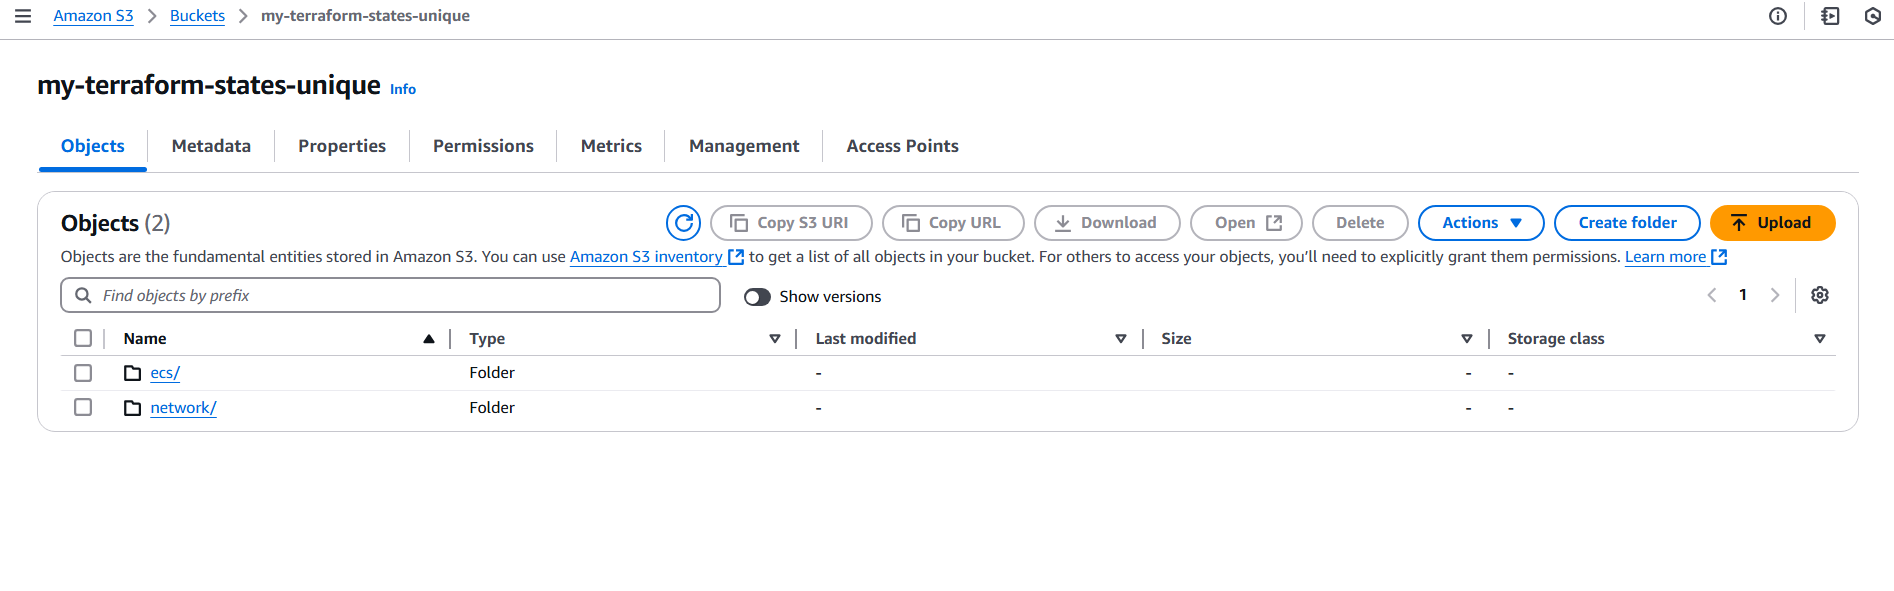 Amazon S3 > Buckets > my-terraform-states-unique
my-terraform-states-unique Info
Objects Metadata Properties Permissions Metrics Management Access Points
Objects (2) Copy S3 URI Copy URL Download Open Delete Actions Create folder Upload
Objects are the fundamental entities stored in Amazon S3. You can use Amazon S3 inventory to get a list of all objects in your bucket. For others to access your objects, you’ll need to explicitly grant them permissions. Learn more
Find objects by prefix Show versions 1
Name Type Last modified Size Storage class
ecs/ Folder - - -
network/ Folder - - -